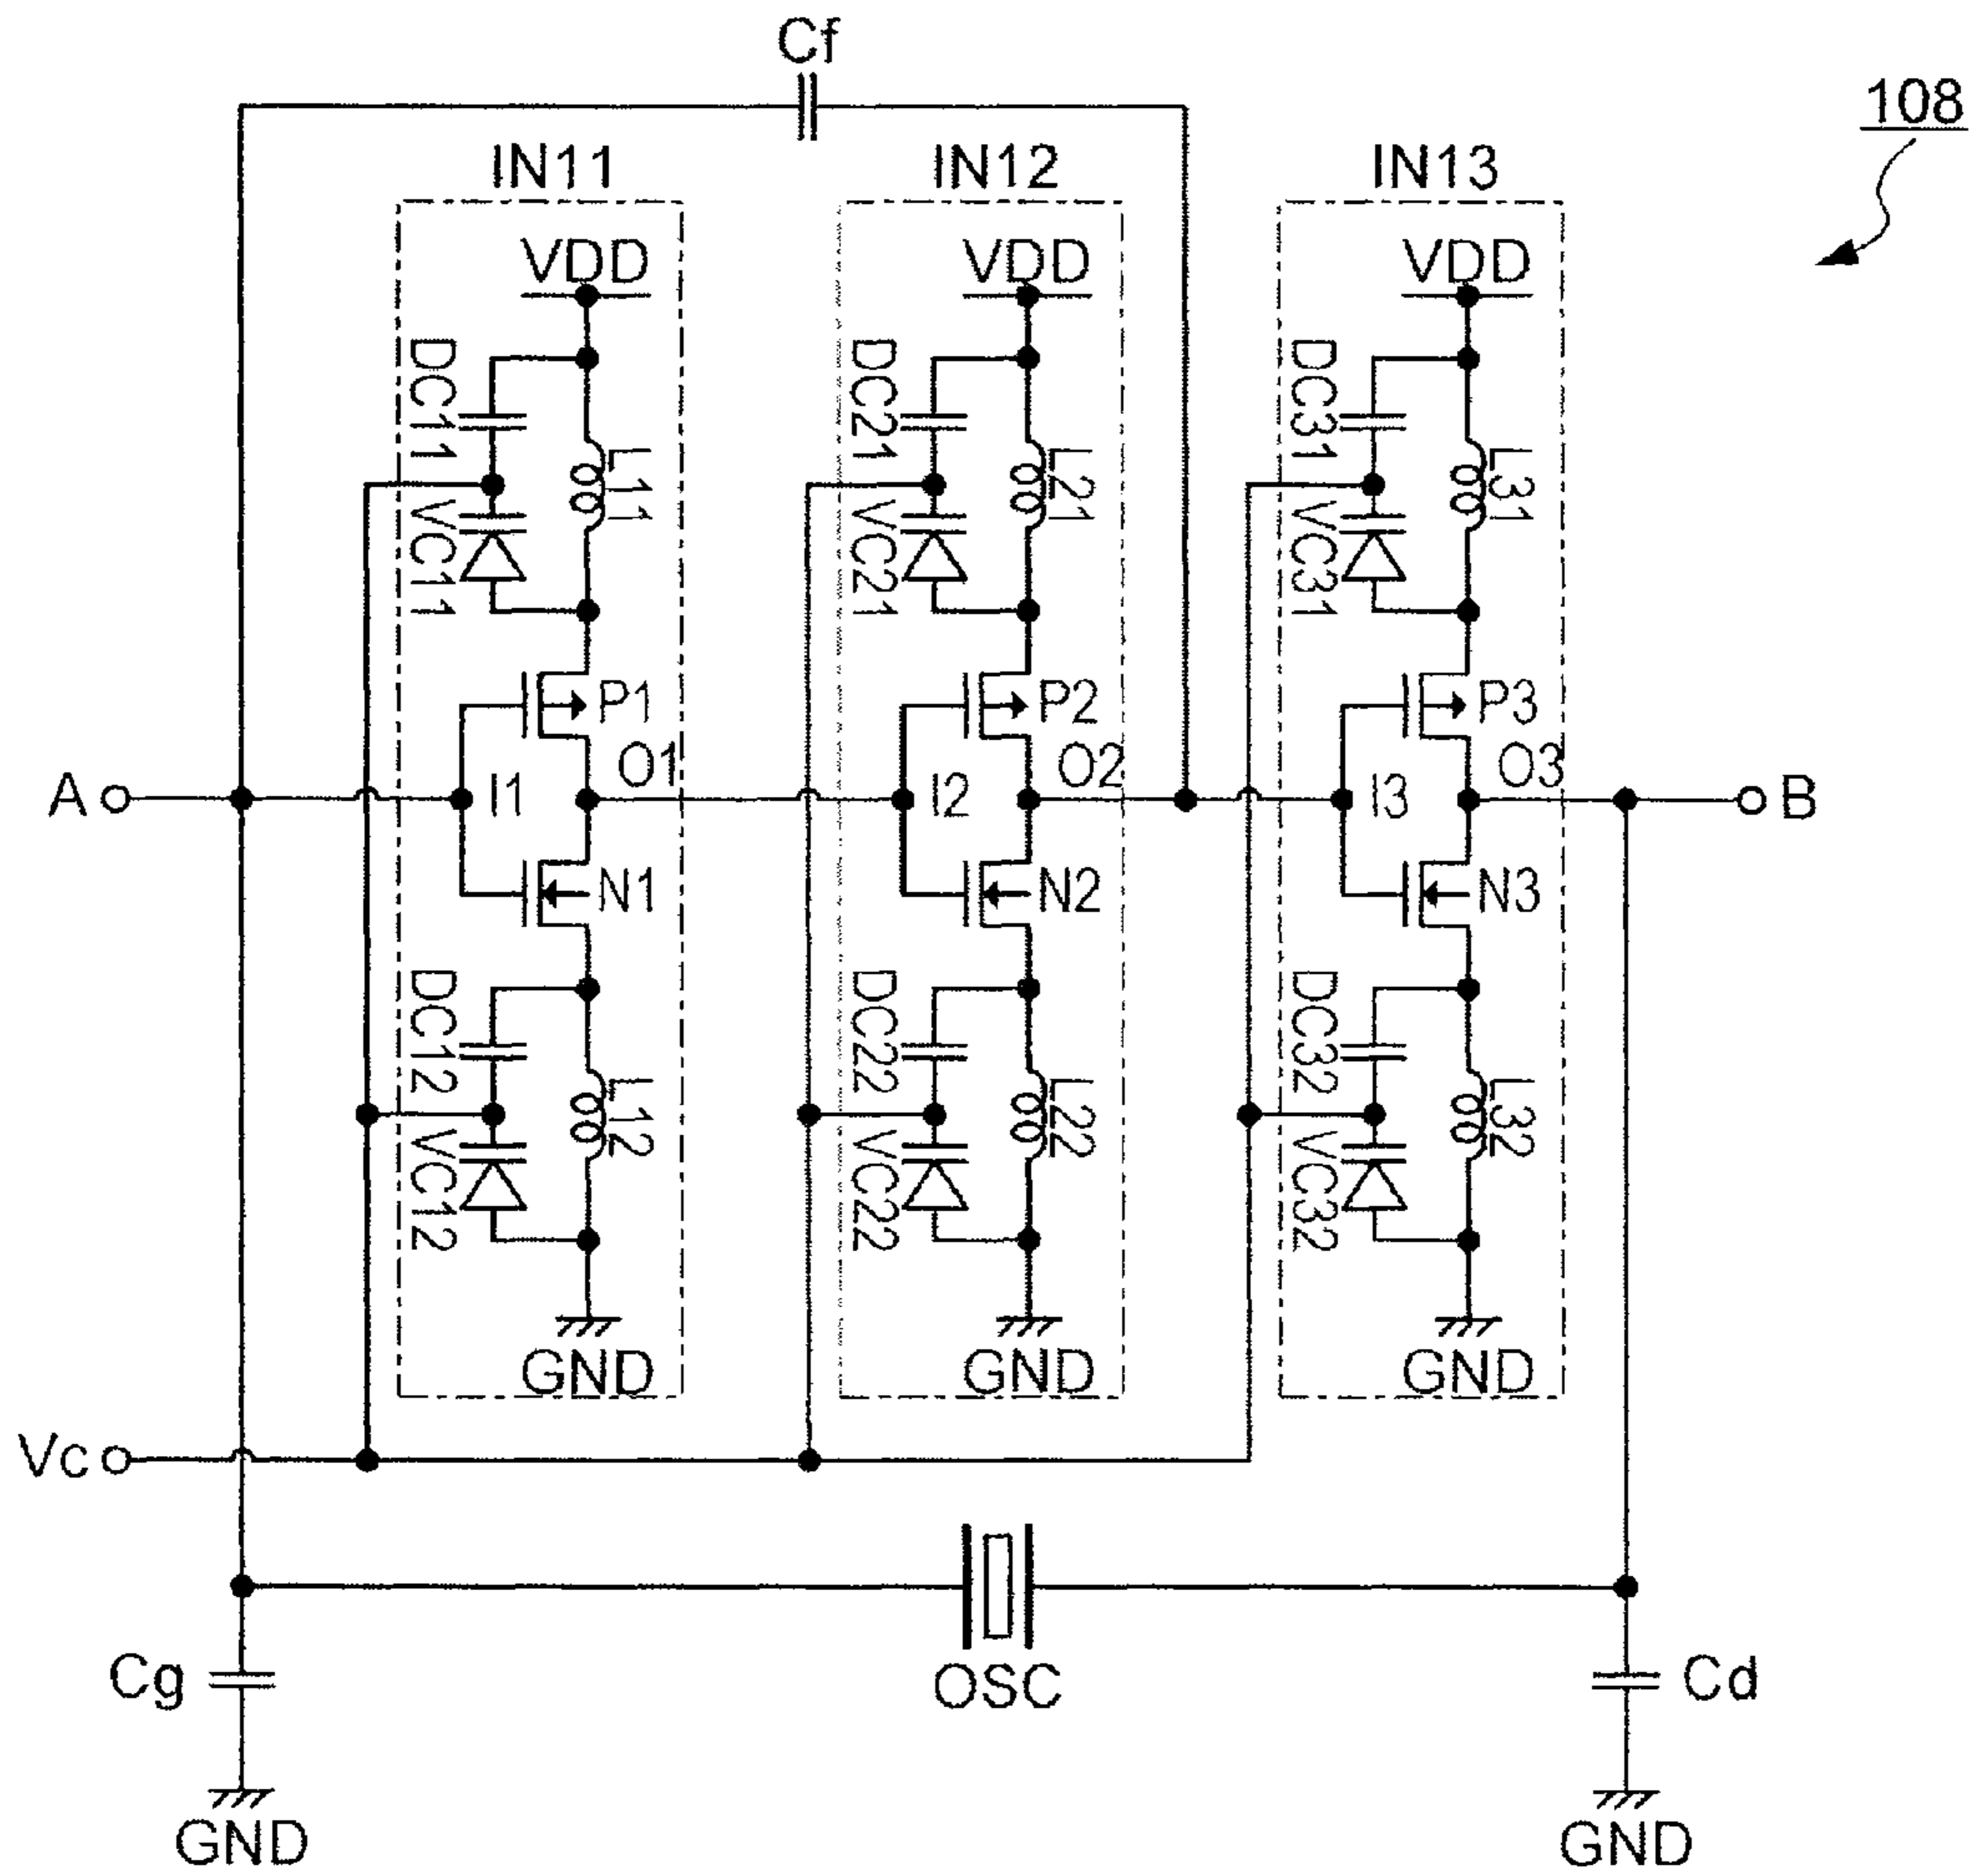 Cf
108
IN11
IN12
IN13
VDD
VDD
VDD
DC11
L11
DC21
L21
DC31
L31
VC11
VC21
VC31
P1
P2
P3
O1
O2
O3
A
I1
I2
I3
B
N1
N2
N3
DC12
L12
DC22
L22
DC32
L32
VC12
VC22
VC32
GND
GND
GND
Vc
Cg
OSC
Cd
GND
GND